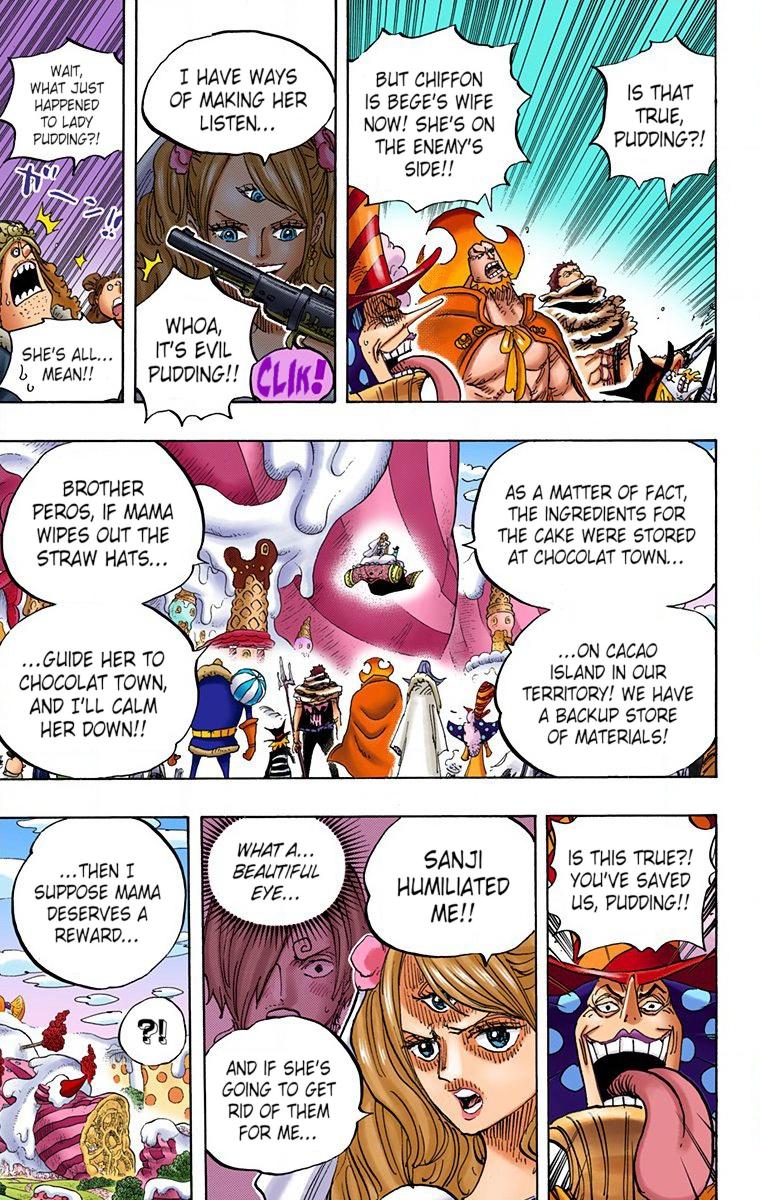 IS THAT
TRUE,
PUDDING?!
BUT CHIFFON
IS BEGE'S WIFE
NOW! SHE'S ON
THE ENEMY'S
SIDE!!
I HAVE WAYS
OF MAKING HER
LISTEN...
WHOA,
IT'S EVIL
PUDDING!!
CLIK!
WAIT,
WHAT JUST
HAPPENED
TO LADY
PUDDING?!
ガーン!!
SHE'S ALL...
MEAN!!
AS A MATTER OF FACT,
THE INGREDIENTS FOR
THE CAKE WERE STORED
AT CHOCOLAT TOWN...
...ON CACAO
ISLAND IN OUR
TERRITORY! WE HAVE
A BACKUP STORE
OF MATERIALS!
BROTHER
PEROS, IF MAMA
WIPES OUT THE
STRAW HATS...
...GUIDE HER TO
CHOCOLAT TOWN,
AND I'LL CALM
HER DOWN!!
IS THIS TRUE?!
YOU'VE SAVED
US, PUDDING!!
SANJI
HUMILIATED
ME!!
WHAT A...
BEAUTIFUL
EYE...
AND IF SHE'S
GOING TO GET
RID OF THEM
FOR ME...
...THEN I
SUPPOSE MAMA
DESERVES A
REWARD...
?!